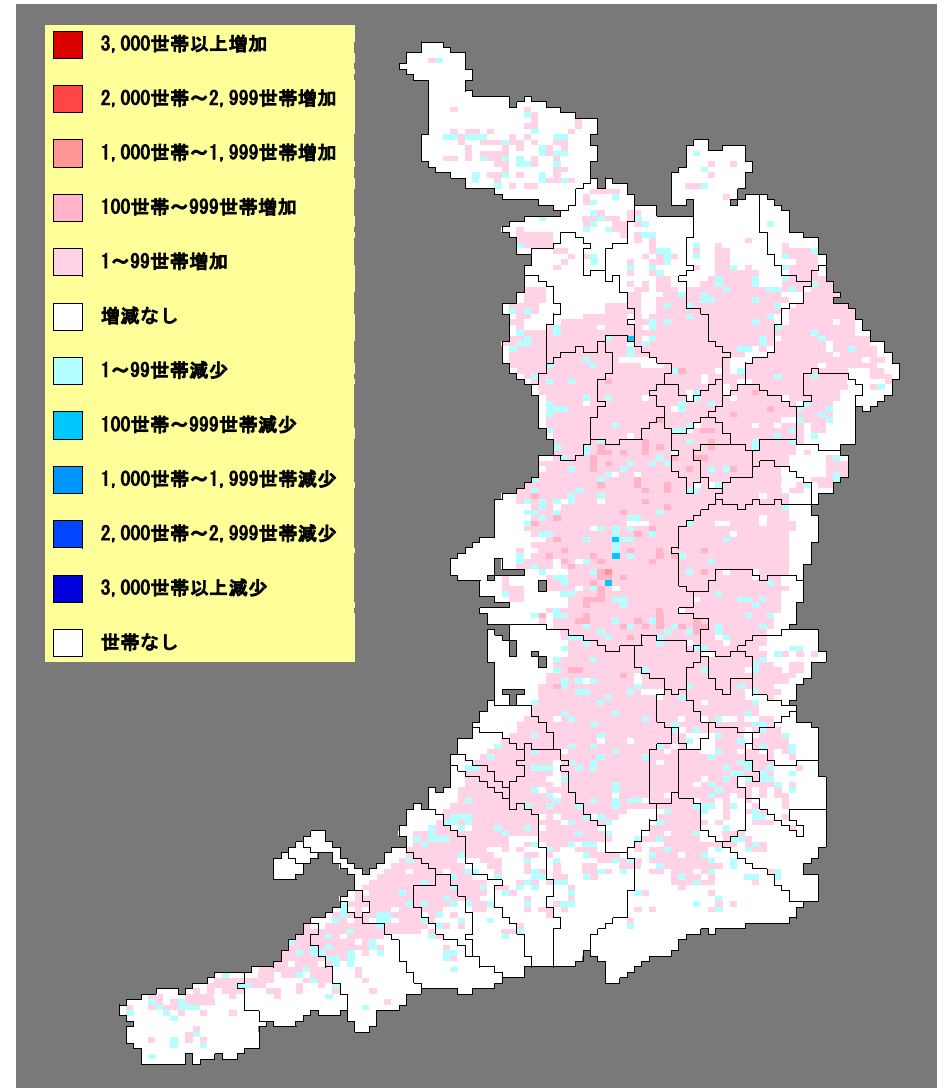 3,000世帯以上増加
2,000世帯～2,999世帯増加
1,000世帯～1,999世帯増加
100世帯～999世帯増加
1～99世帯増加
増減なし
1～99世帯減少
100世帯～999世帯減少
1,000世帯～1,999世帯減少
2,000世帯～2,999世帯減少
3,000世帯以上減少
世帯なし